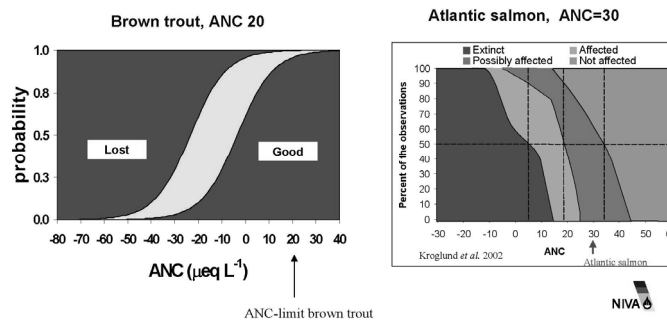 Brown trout, ANC 20
1.0
0.8
0.5
0.3
0.0
probability
Lost
Good
-80 -70 -60 -50 -40 -30 -20 -10 0 10 20 30 40
ANC (µeq L-1)
ANC-limit brown trout
Atlantic salmon, ANC=30
Extinct
Affected
Possibly affected
Not affected
100
90
80
70
60
50
40
30
20
10
0
Percent of the observations
-30 -20 -10 0 10 20 30 40 50
ANC
Kroglund et al. 2002
Atlantic salmon
NIVA